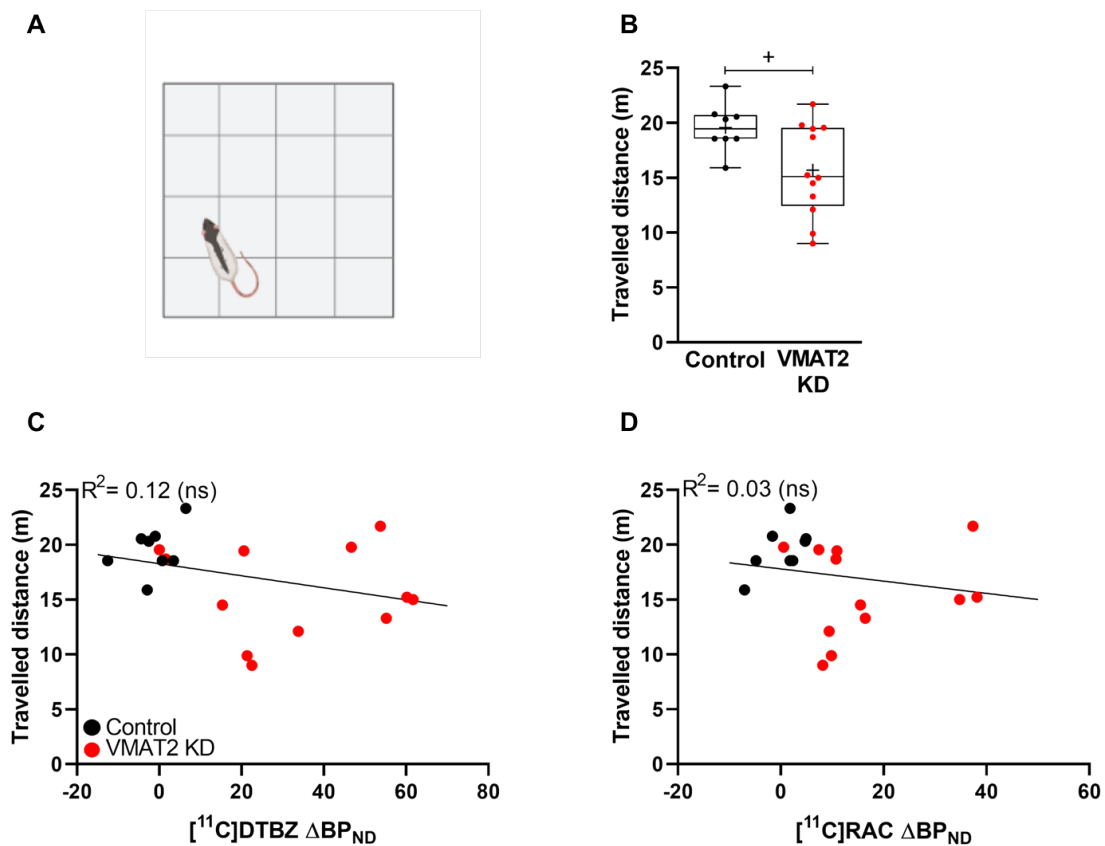 A
B
+
Travelled distance (m)
25
20
15
10
5
0
Control
VMAT2
KD
C
R²= 0.12 (ns)
Travelled distance (m)
25
20
15
10
5
0
Control
VMAT2 KD
-20 0 20 40 60 80
[¹¹C]DTBZ ΔBP_ND
D
R²= 0.03 (ns)
Travelled distance (m)
25
20
15
10
5
0
-20 0 20 40 60
[¹¹C]RAC ΔBP_ND